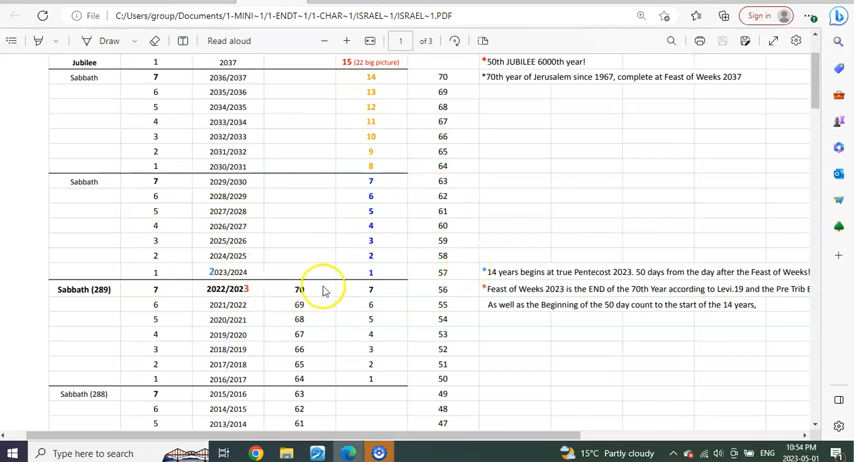 File
C:/Users/group/Documents/1-MINI~1/1-ENDT~1/1-CHAR~1/ISRAEL~1/ISRAEL~1.PDF
Sign in
Draw
Read aloud
1 of 3
Jubilee 1 2037 15 (22 big picture) *50th JUBILEE 6000th year!
Sabbath 7 2036/2037 14 70 *70th year of Jerusalem since 1967, complete at Feast of Weeks 2037
6 2035/2036 13 69
5 2034/2035 12 68
4 2033/2034 11 67
3 2032/2033 10 66
2 2031/2032 9 65
1 2030/2031 8 64
Sabbath 7 2029/2030 7 63
6 2028/2029 6 62
5 2027/2028 5 61
4 2026/2027 4 60
3 2025/2026 3 59
2 2024/2025 2 58
1 2023/2024 1 57 *14 years begins at true Pentecost 2023. 50 days from the day after the Feast of Weeks!
Sabbath (289) 7 2022/2023 70 7 56 *Feast of Weeks 2023 is the END of the 70th Year according to Levi.19 and the Pre Trib
6 2021/2022 69 6 55 As well as the Beginning of the 50 day count to the start of the 14 years,
5 2020/2021 68 5 54
4 2019/2020 67 4 53
3 2018/2019 66 3 52
2 2017/2018 65 2 51
1 2016/2017 64 1 50
Sabbath (288) 7 2015/2016 63 49
6 2014/2015 62 48
5 2013/2014 61 47
Type here to search
15°C Partly cloudy
ENG
10:54 PM
2023-05-01